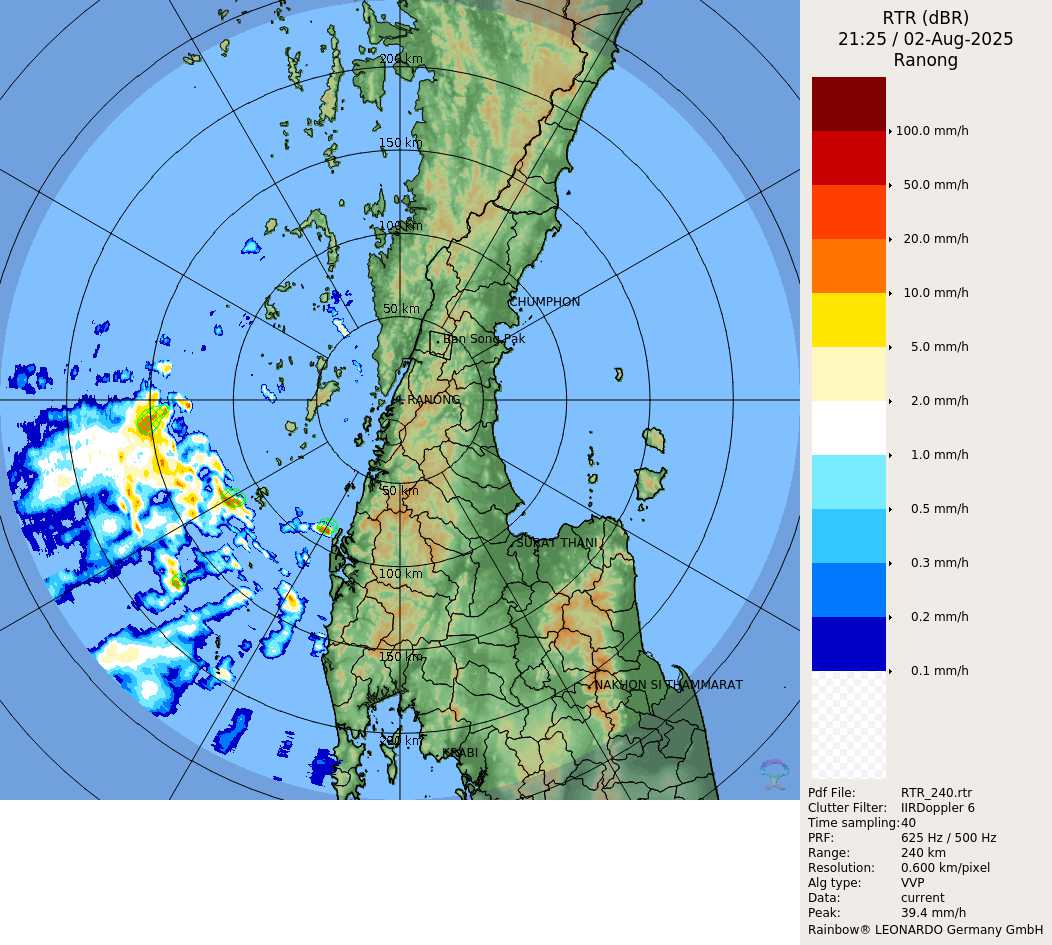 RTR (dBR)
21:25 / 02-Aug-2025
Ranong
200 km
150 km
100 km
50 km
CHUMPHON
Ban Song Pak
RANONG
50 km
SURAT THANI
100 km
150 km
NAKHON SI THAMMARAT
200 km
KRABI
100.0 mm/h
50.0 mm/h
20.0 mm/h
10.0 mm/h
5.0 mm/h
2.0 mm/h
1.0 mm/h
0.5 mm/h
0.3 mm/h
0.2 mm/h
0.1 mm/h
Pdf File: RTR_240.rtr
Clutter Filter: IIRDoppler 6
Time sampling: 40
PRF: 625 Hz / 500 Hz
Range: 240 km
Resolution: 0.600 km/pixel
Alg type: VVP
Data: current
Peak: 39.4 mm/h
Rainbow® LEONARDO Germany GmbH